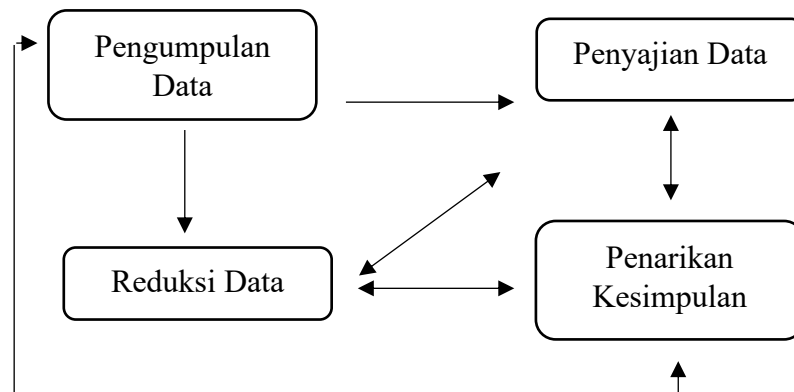 Pengumpulan
Data
Penyajian Data
Reduksi Data
Penarikan
Kesimpulan